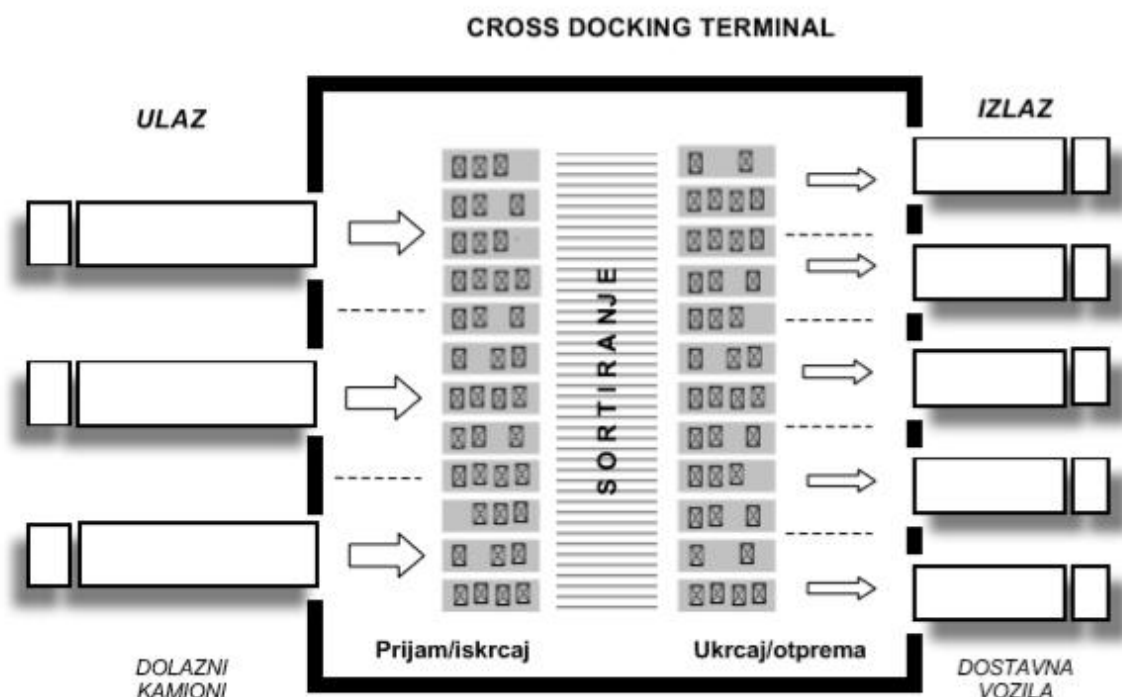 CROSS DOCKING TERMINAL
ULAZ
IZLAZ
SORTIRANJE
Prijam/iskrcaj
Ukrcaj/otprema
DOLAZNI
KAMIONI
DOSTAVNA
VOZILA